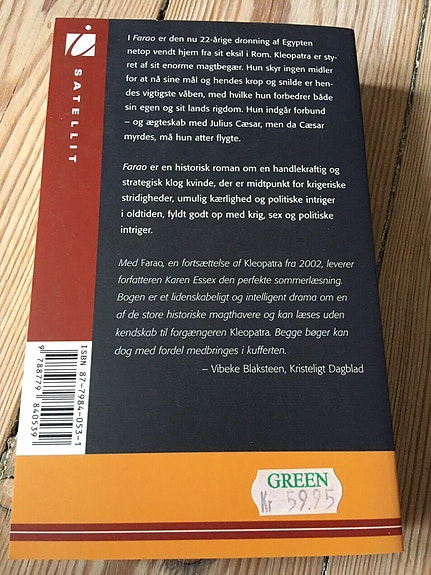 I Farao er den nu 22-årige dronning af Egypten
netop vendt hjem fra sit eksil i Rom. Kleopatra er sty-
ret af sit enorme magtbegær. Hun skyr ingen midler
for at nå sine mål og hendes krop og snilde er hen-
des vigtigste våben, med hvilke hun forbedrer både
sin egen og sit lands rigdom. Hun indgår forbund
– og ægteskab med Julius Cæsar, men da Cæsar
myrdes, må hun atter flygte.
Farao er en historisk roman om en handlekraftig og
strategisk klog kvinde, der er midtpunkt for krigeriske
stridigheder, umulig kærlighed og politiske intriger
i oldtiden, fyldt godt op med krig, sex og politiske
intriger.
Med Farao, en fortsættelse af Kleopatra fra 2002, leverer
forfatteren Karen Essex den perfekte sommerlæsning.
Bogen er et lidenskabeligt og intelligent drama om en
af de store historiske magthavere og kan læses uden
kendskab til forgængeren Kleopatra. Begge bøger kan
dog med fordel medbringes i kufferten.
– Vibeke Blaksteen, Kristeligt Dagblad
SATELLIT
ISBN 87-7984-053-1
9 788779 840539
GREEN
Kr 59.95